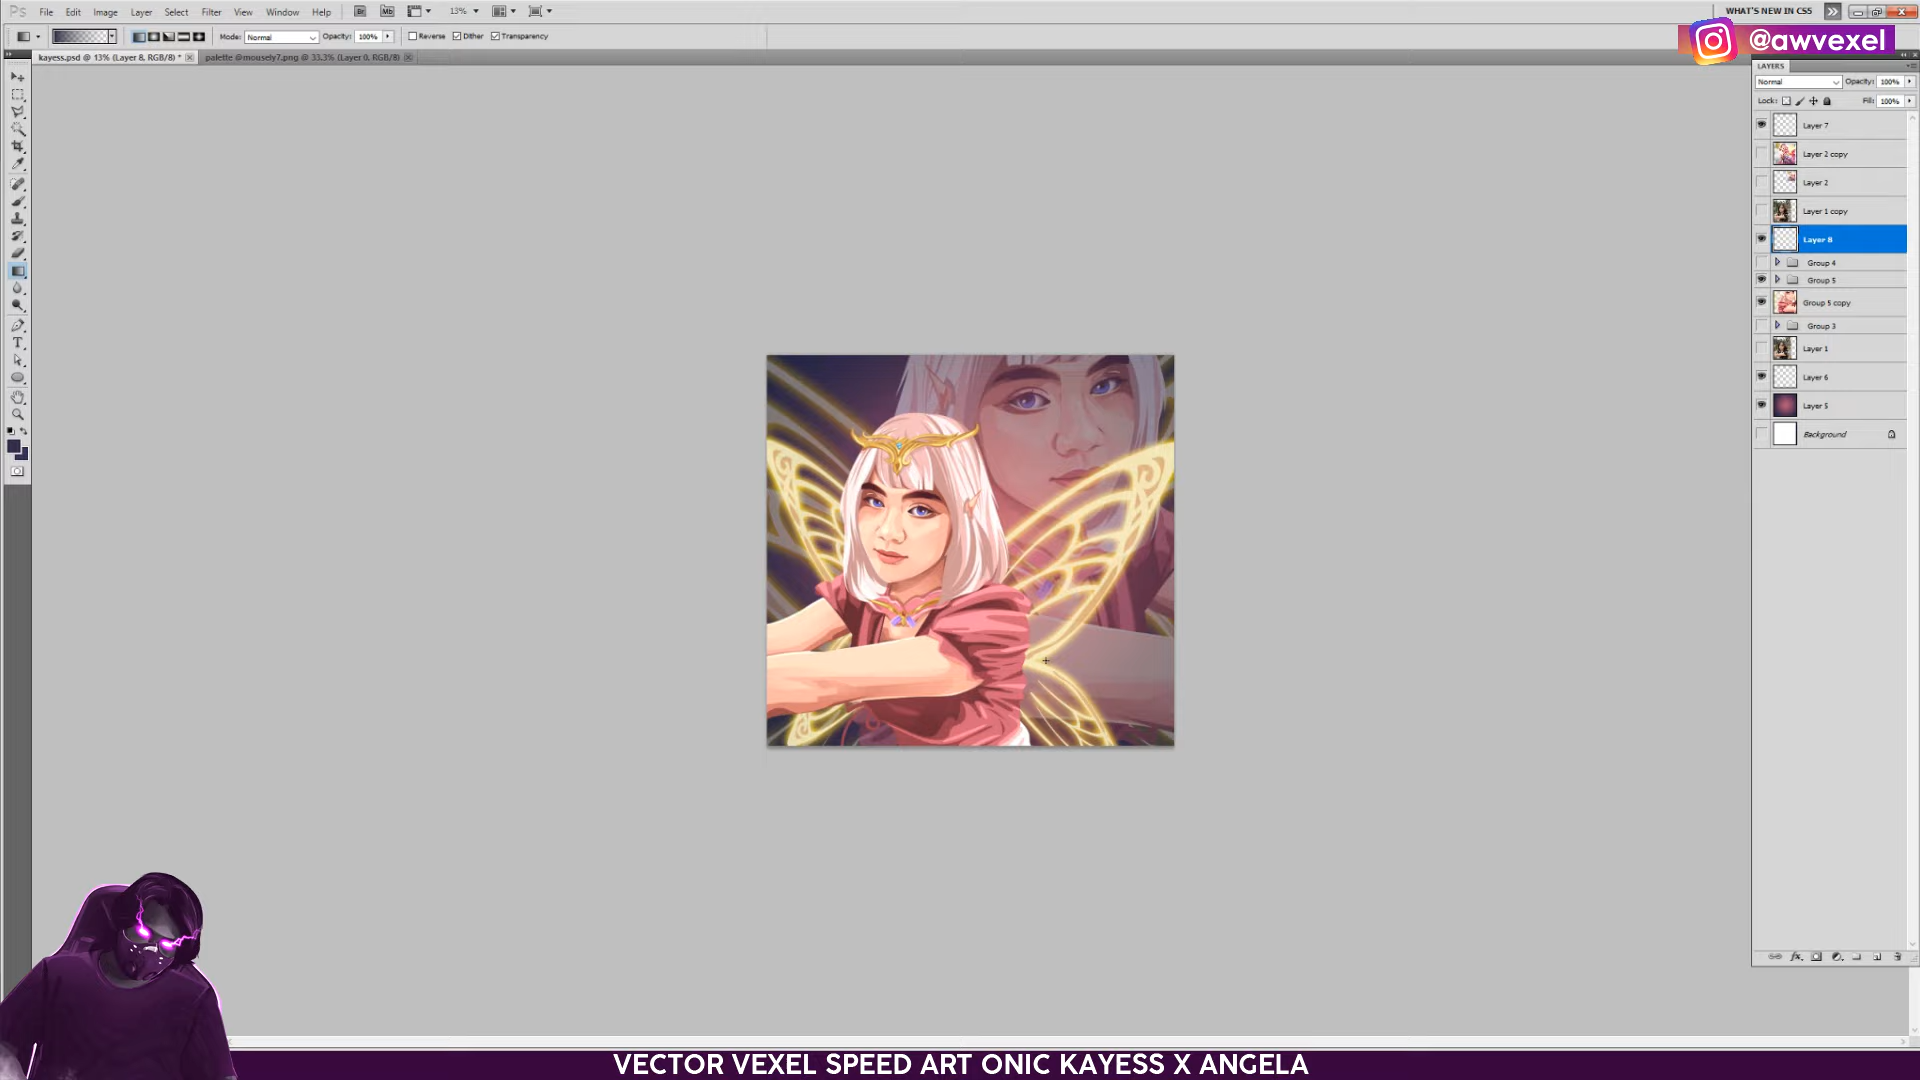 Ps File Edit Image Layer Select Filter View Window Help Br Mb 13% WHAT'S NEW IN CS5
Mode: Normal Opacity: 100% Reverse Dither Transparency
@awvexel
kayess.psd @ 13% (Layer 8, RGB/8) * palette @mousely7.png @ 33.3% (Layer 0, RGB/8)
LAYERS
Normal Opacity: 100%
Lock: Fill: 100%
Layer 7
Layer 2 copy
Layer 2
Layer 1 copy
Layer 8
Group 4
Group 5
Group 5 copy
Group 3
Layer 1
Layer 6
Layer 5
Background
VECTOR VEXEL SPEED ART ONIC KAYESS X ANGELA